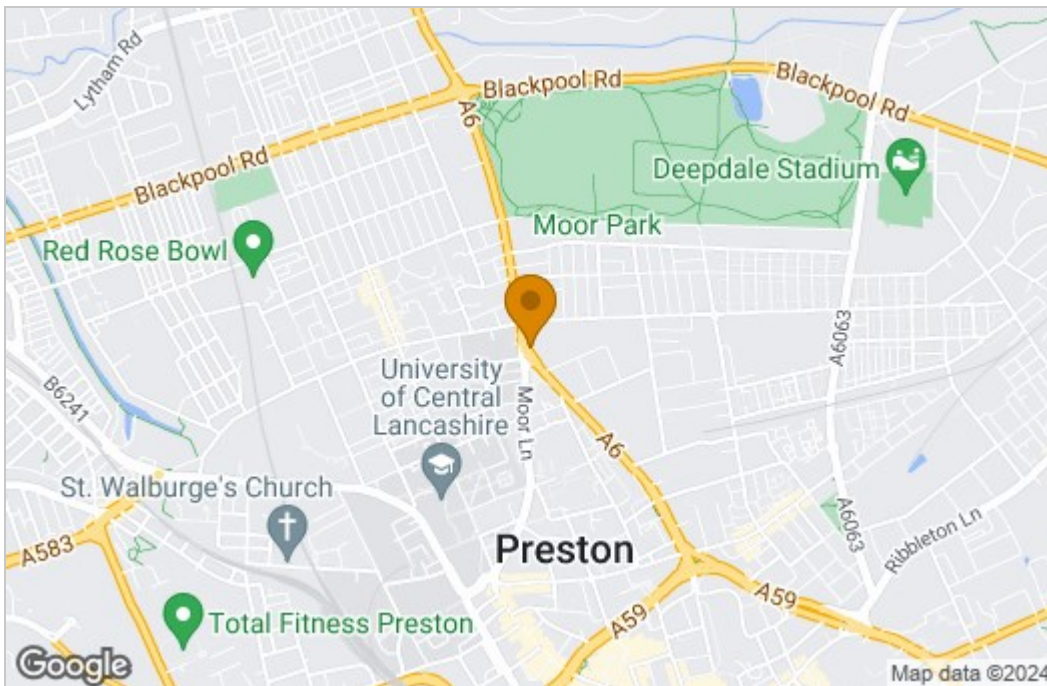 Lytham Rd
A6
Blackpool Rd
Blackpool Rd
Blackpool Rd
Deepdale Stadium
Moor Park
Red Rose Bowl
A6063
University
of Central
Lancashire
Moor Ln
B6241
A6
St. Walburge's Church
A6063
Ribbleton Ln
A583
Preston
A59
A59
Total Fitness Preston
Google
Map data ©2024